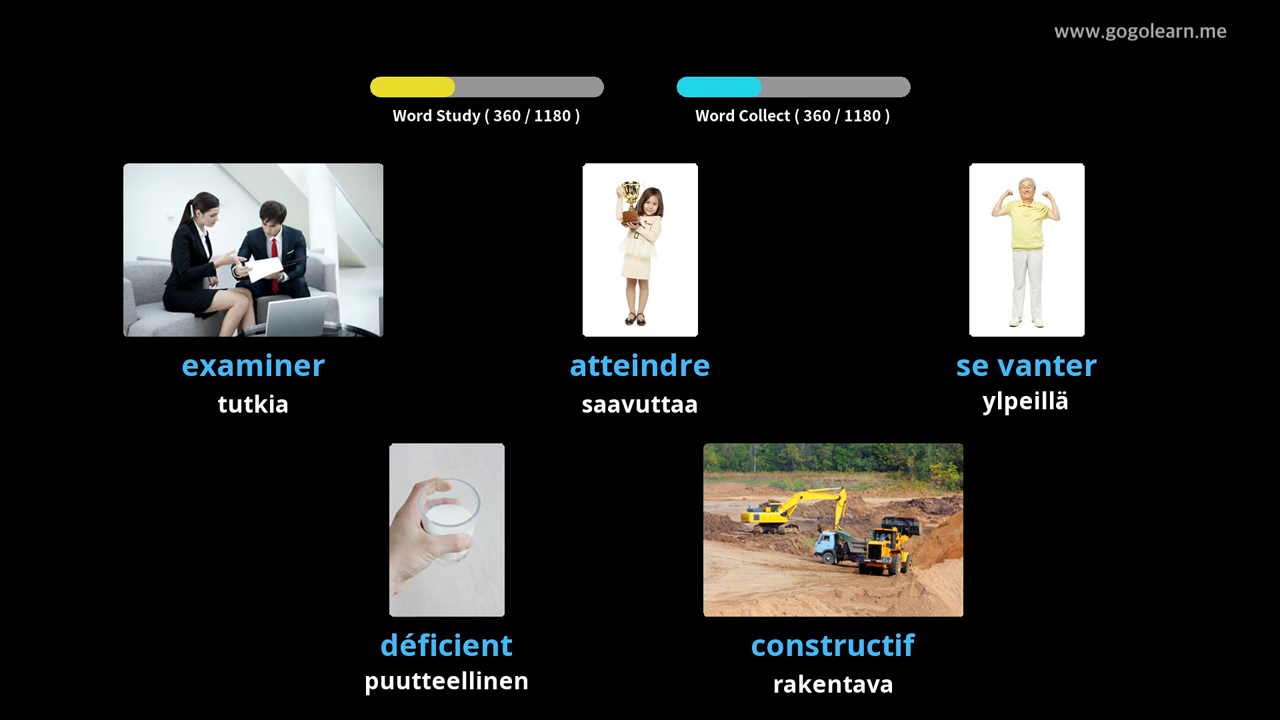 www.gogolearn.me
Word Study ( 360 / 1180 )
Word Collect ( 360 / 1180 )
examiner
tutkia
atteindre
saavuttaa
se vanter
ylpeillä
déficient
puutteellinen
constructif
rakentava